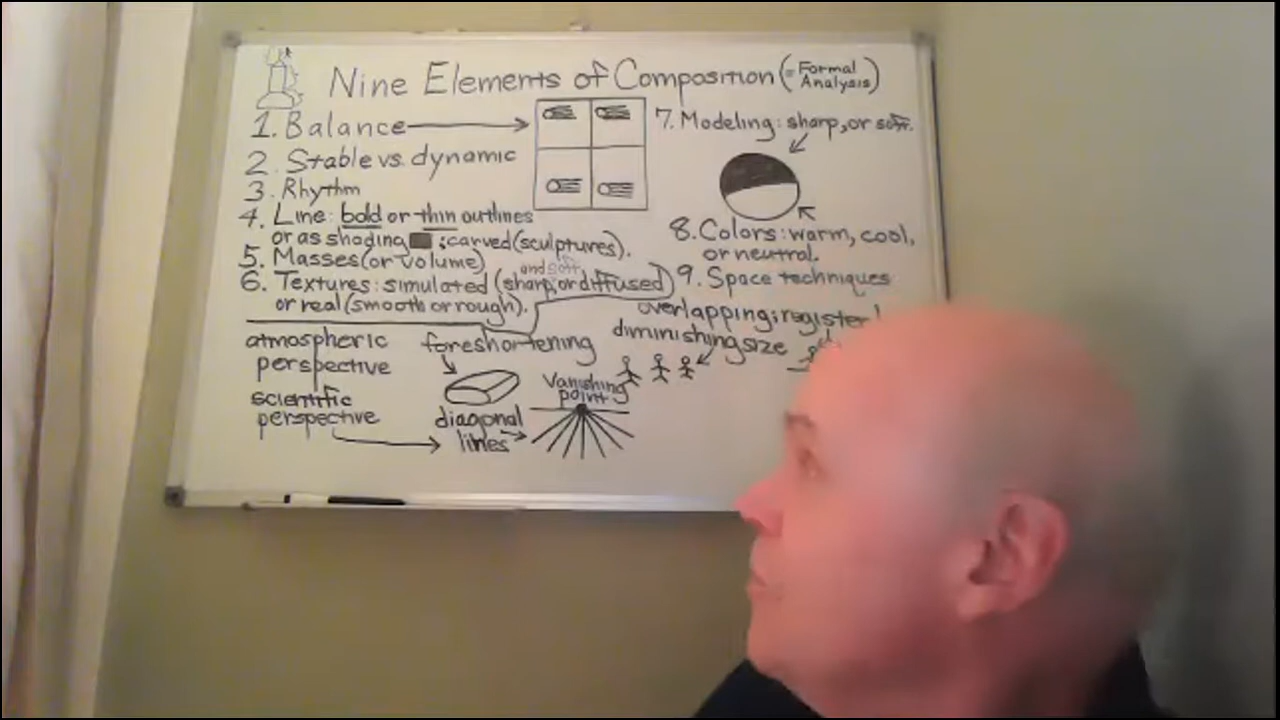 Nine Elements of Composition (= Formal Analysis)
1. Balance
2. Stable vs. dynamic
3. Rhythm
4. Line: bold or thin outlines
or as shading ; carved (sculptures).
5. Masses (or volume)
and soft
6. Textures: simulated (sharp, or diffused)
or real (smooth or rough).
7. Modeling: sharp, or soft.
8. Colors: warm, cool,
or neutral.
9. Space techniques
overlapping; register
diminishing size
atmospheric
perspective
foreshortening
scientific
perspective
diagonal
lines
Vanishing
point